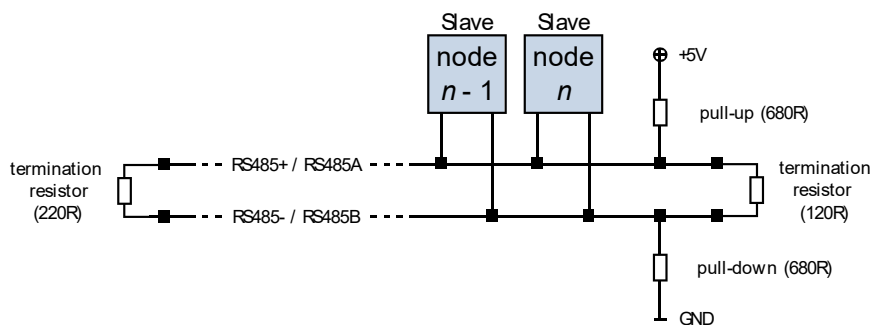 Slave
Slave
node
n - 1
node
n
+5V
pull-up (680R)
termination
resistor
(220R)
RS485+ / RS485A
RS485- / RS485B
termination
resistor
(120R)
pull-down (680R)
GND